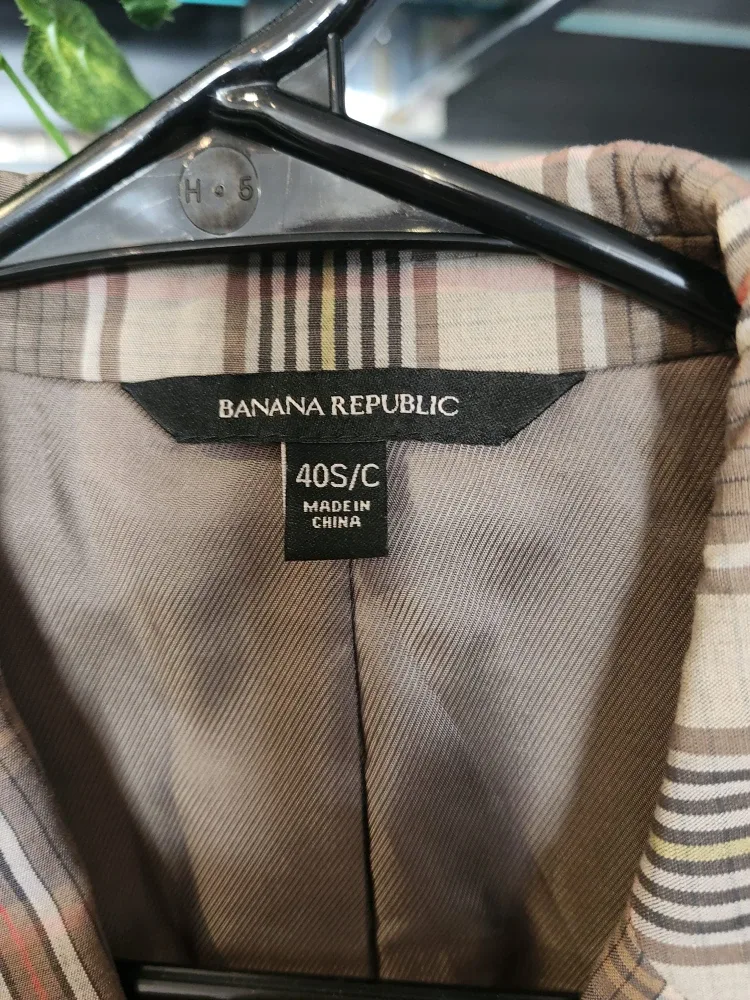 H • 5
BANANA REPUBLIC
40S/C
MADE IN
CHINA